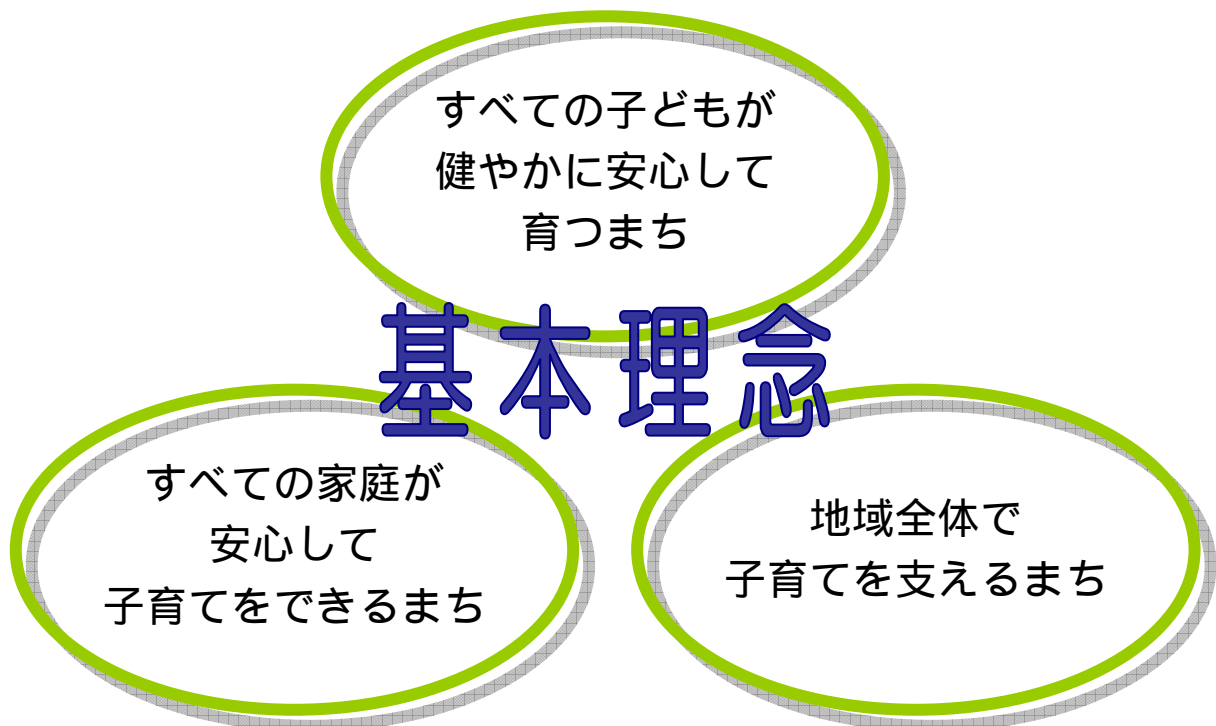 すべての子どもが
健やかに安心して
育つまち
基本理念
すべての家庭が
安心して
子育てをできるまち
地域全体で
子育てを支えるまち